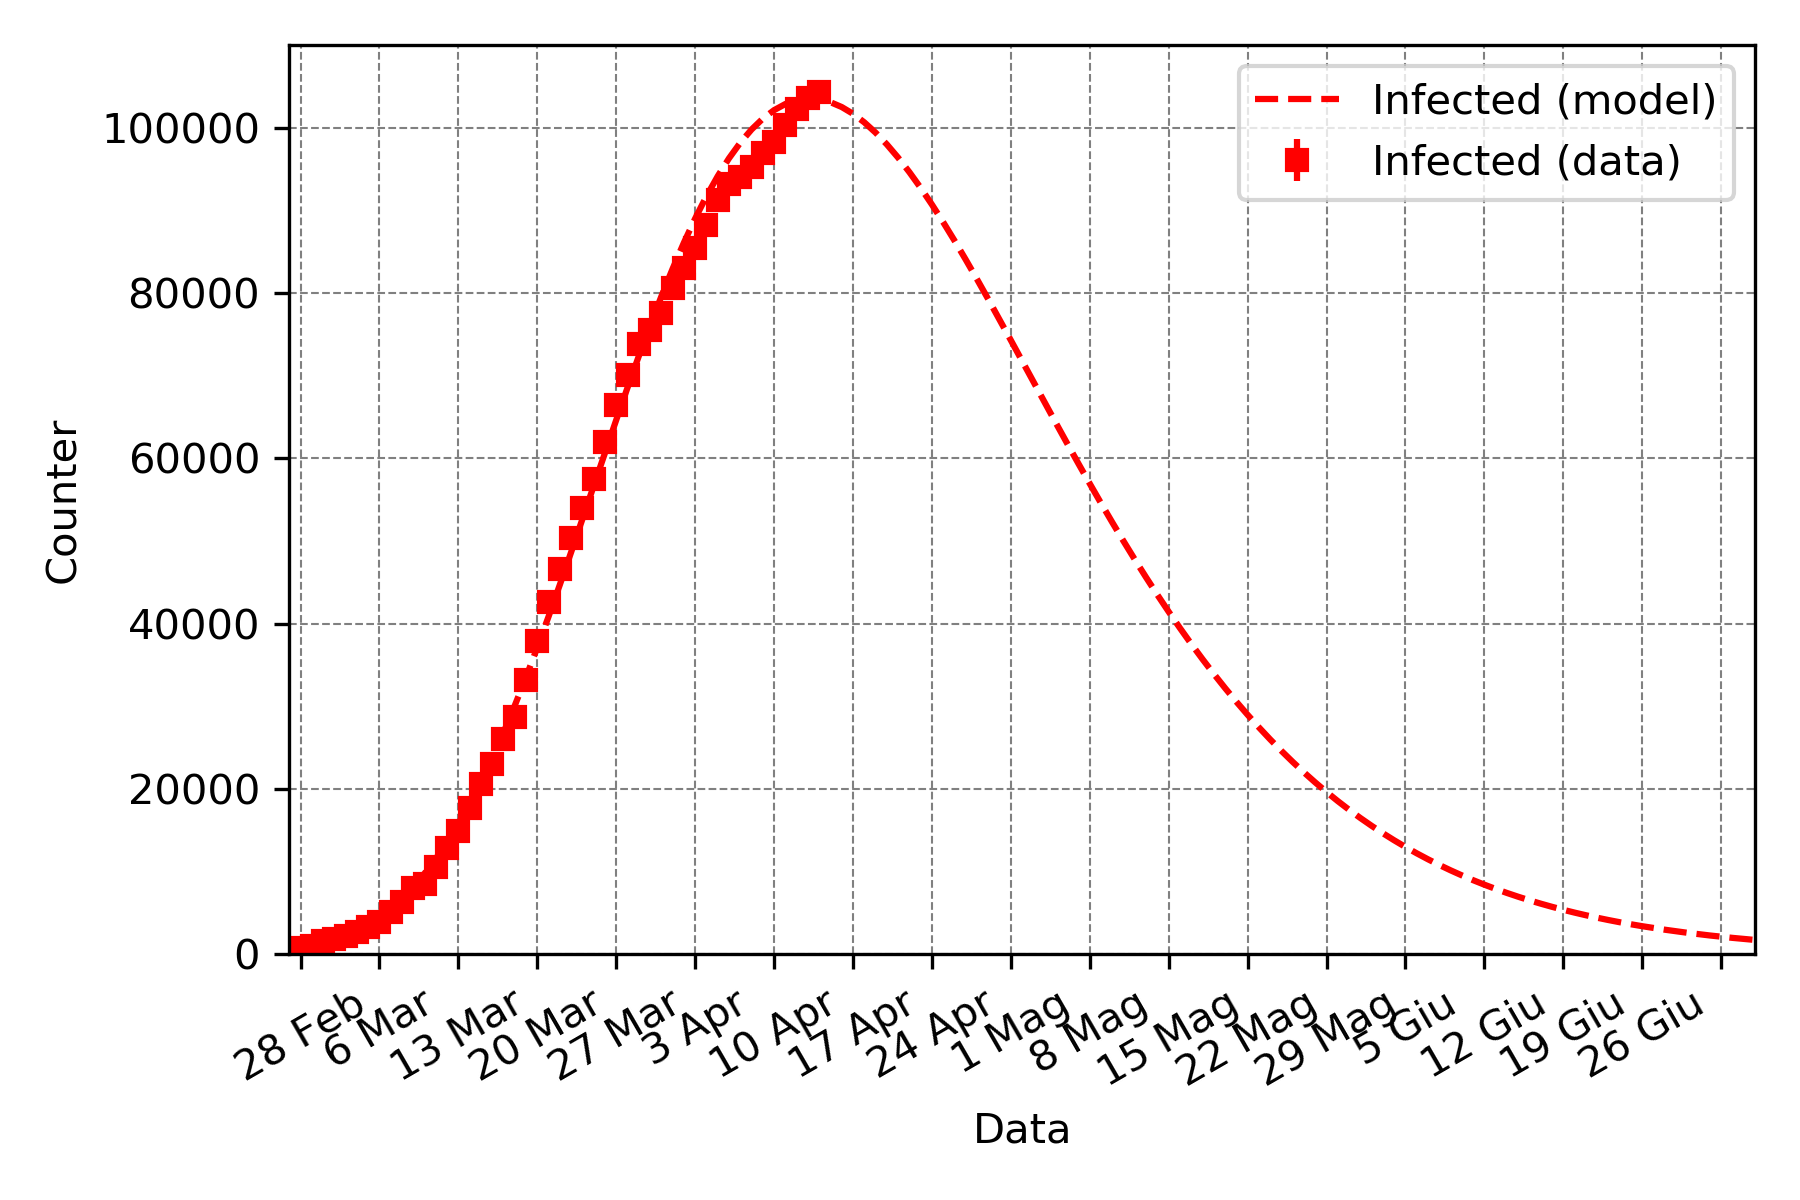 Infected (model)
Infected (data)
100000
80000
60000
40000
20000
0
Counter
28 Feb
6 Mar
13 Mar
20 Mar
27 Mar
3 Apr
10 Apr
17 Apr
24 Apr
1 Mag
8 Mag
15 Mag
22 Mag
29 Mag
5 Giu
12 Giu
19 Giu
26 Giu
Data